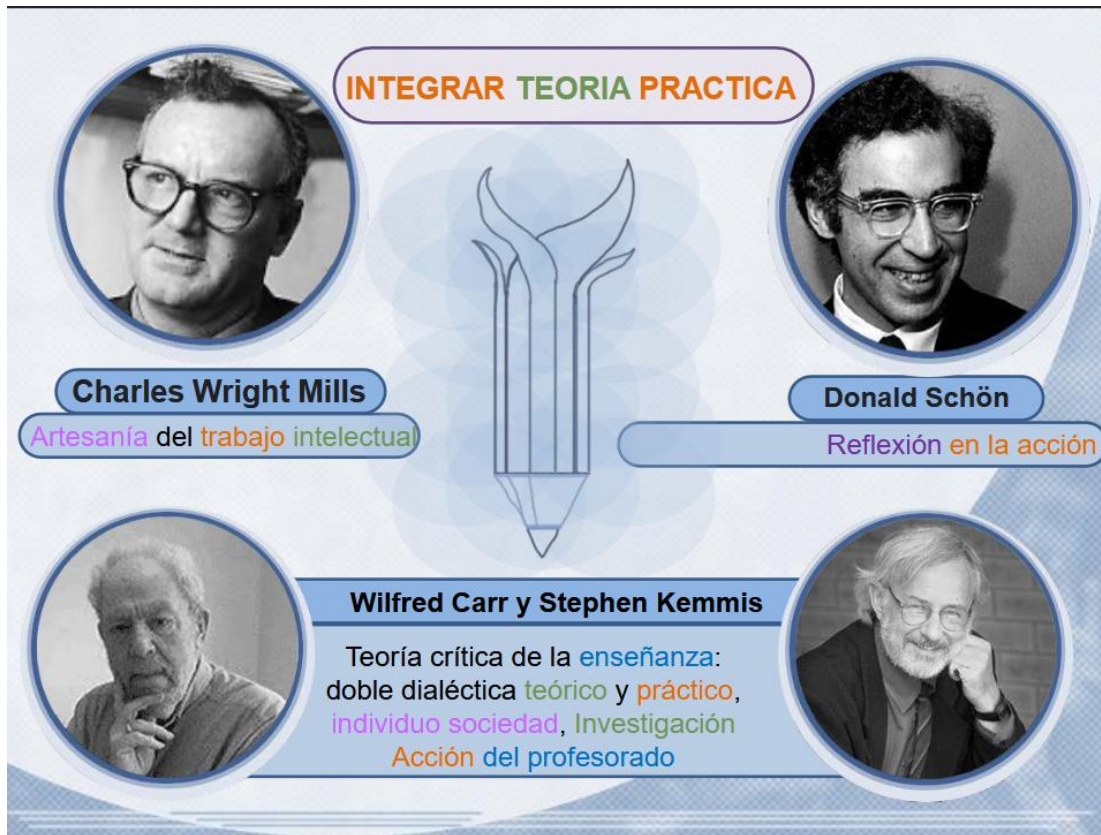 INTEGRAR TEORIA PRACTICA
Charles Wright Mills
Artesanía del trabajo intelectual
Donald Schön
Reflexión en la acción
Wilfred Carr y Stephen Kemmis
Teoría crítica de la enseñanza:
doble dialéctica teórico y práctico,
individuo sociedad, Investigación
Acción del profesorado